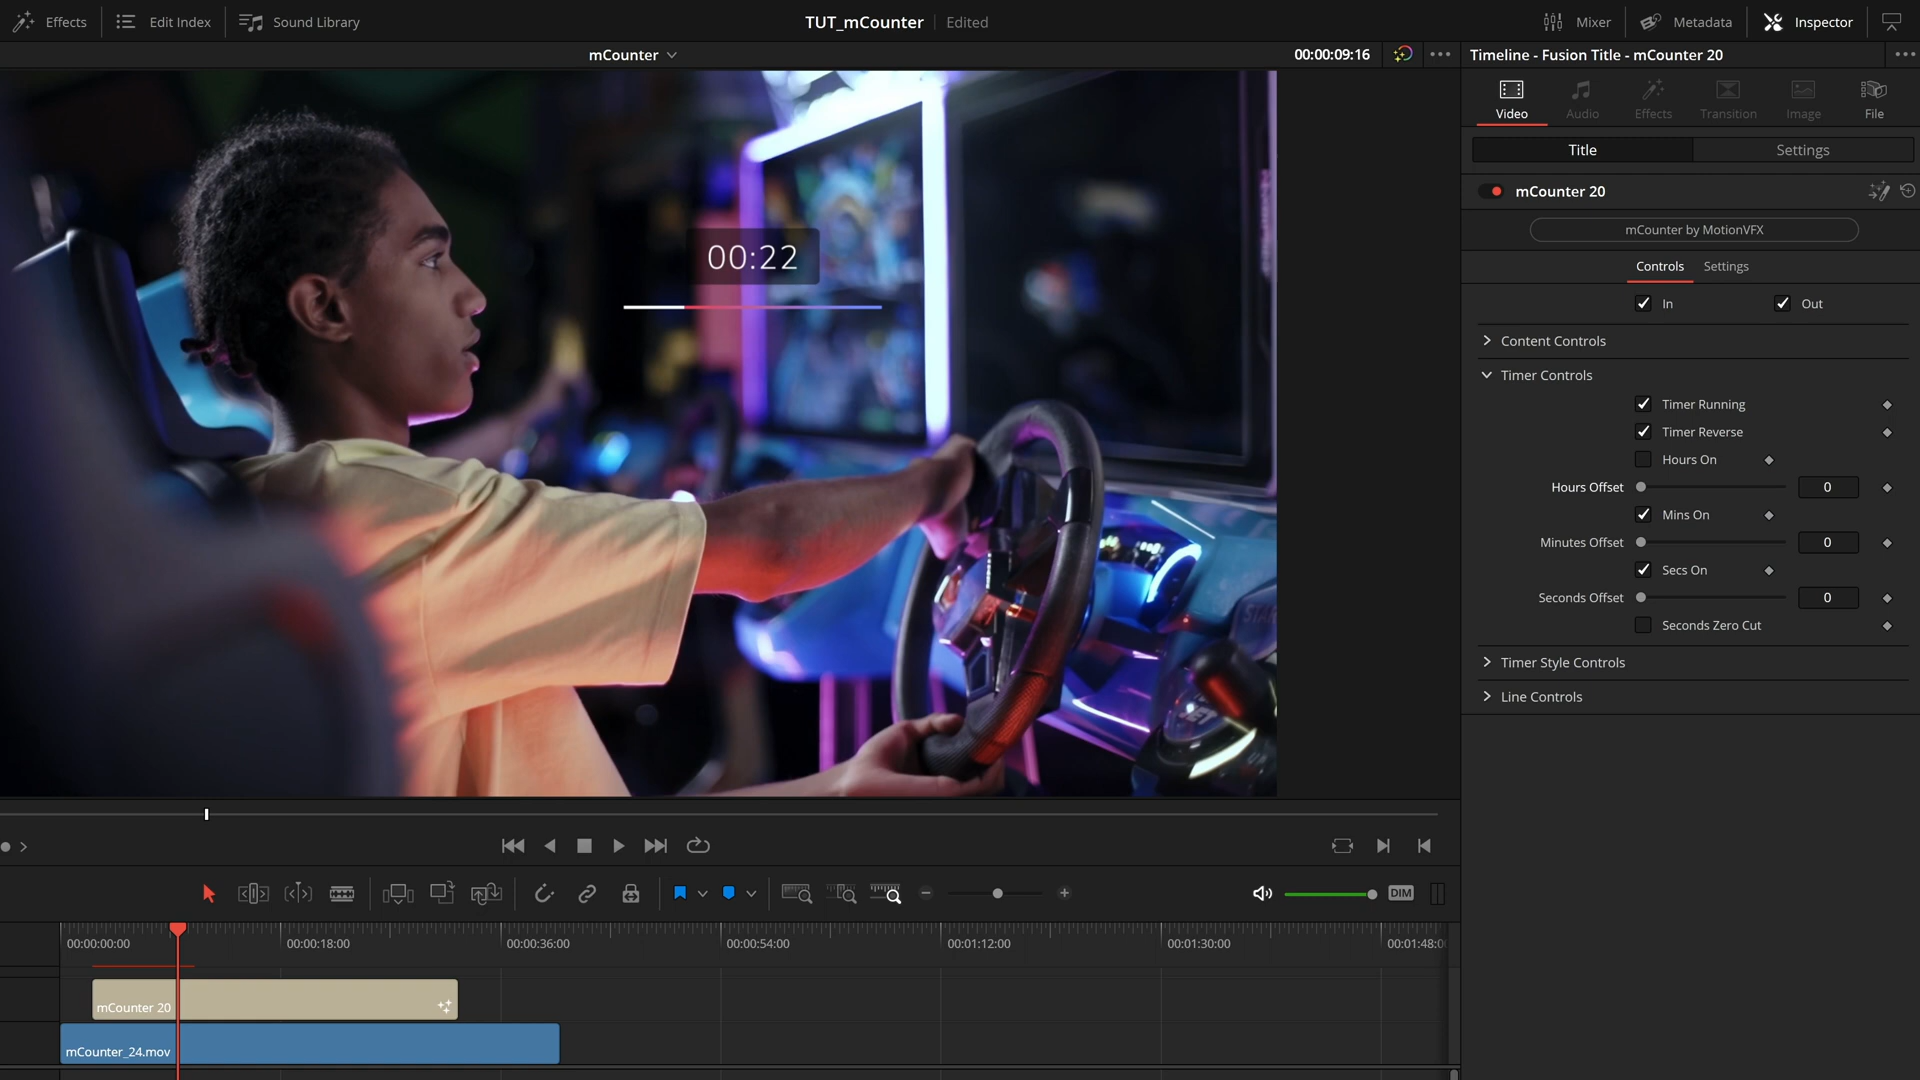 Effects
Edit Index
Sound Library
TUT_mCounter
Edited
Mixer
Metadata
Inspector
mCounter
00:00:09:16
Timeline - Fusion Title - mCounter 20
Video
Audio
Effects
Transition
Image
File
Title
Settings
mCounter 20
mCounter by MotionVFX
Controls
Settings
In
Out
Content Controls
Timer Controls
Timer Running
Timer Reverse
Hours On
Hours Offset 0
Mins On
Minutes Offset 0
Secs On
Seconds Offset 0
Seconds Zero Cut
Timer Style Controls
Line Controls
00:22
DIM
00:00:00:00
00:00:18:00
00:00:36:00
00:00:54:00
00:01:12:00
00:01:30:00
00:01:48:0
mCounter 20
mCounter_24.mov